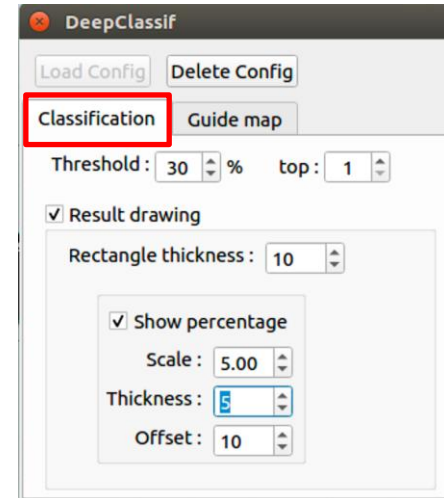 DeepClassif
Load Config Delete Config
Classification Guide map
Threshold : 30 % top : 1
Result drawing
Rectangle thickness : 10
Show percentage
Scale : 5.00
Thickness : 5
Offset : 10